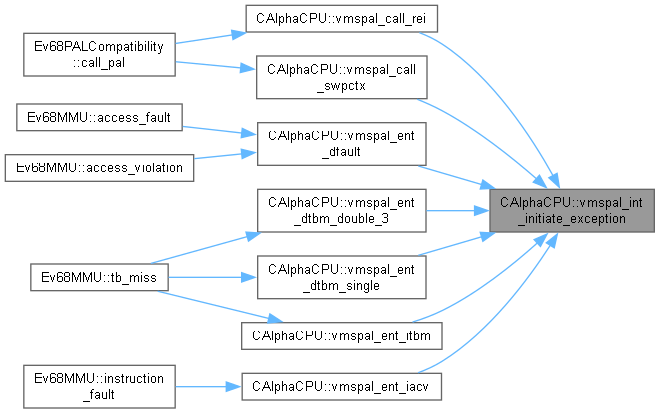 CAlphaCPU::vmspal_call_rei
Ev68PALCompatibility
::call_pal
CAlphaCPU::vmspal_call
_swpctx
Ev68MMU::access_fault
CAlphaCPU::vmspal_ent
_dfault
Ev68MMU::access_violation
CAlphaCPU::vmspal_int
_initiate_exception
CAlphaCPU::vmspal_ent
_dtbm_double_3
Ev68MMU::tb_miss
CAlphaCPU::vmspal_ent
_dtbm_single
CAlphaCPU::vmspal_ent_itbm
Ev68MMU::instruction
_fault
CAlphaCPU::vmspal_ent_iacv